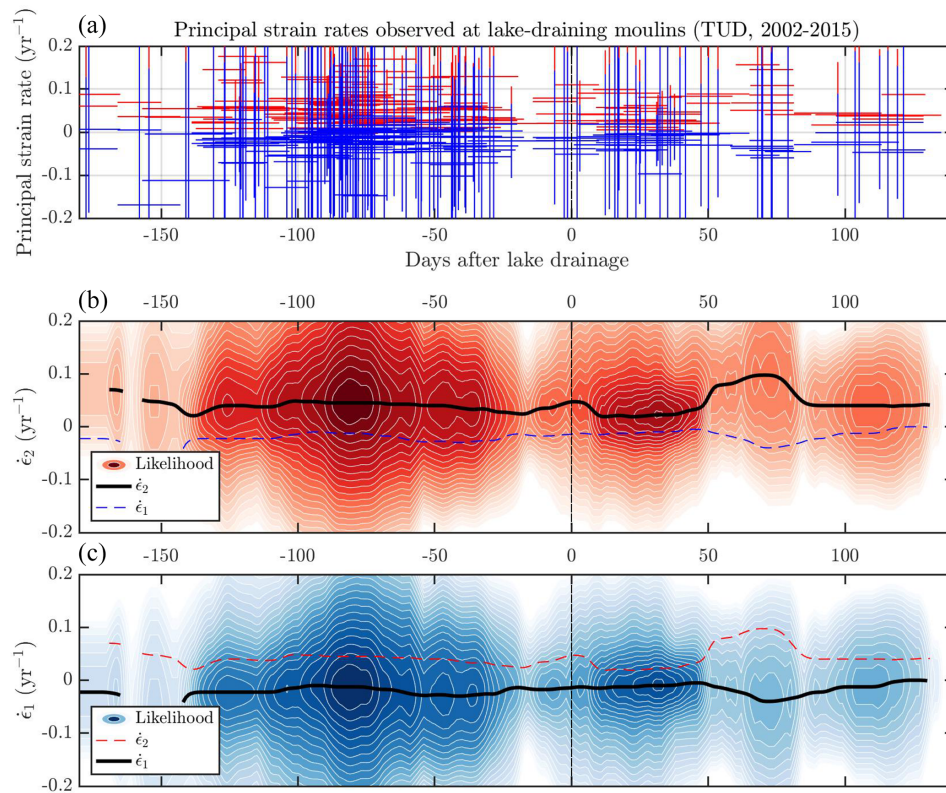 (a)
Principal strain rates observed at lake-draining moulins (TUD, 2002-2015)
Principal strain rate (yr⁻¹)
0.2
0.1
0
-0.1
-0.2
-150 -100 -50 0 50 100
Days after lake drainage
(b)
-150 -100 -50 0 50 100
ε̇₂ (yr⁻¹)
0.2
0.1
0
-0.1
-0.2
Likelihood
ε̇₂
ε̇₁
(c)
-150 -100 -50 0 50 100
ε̇₁ (yr⁻¹)
0.2
0.1
0
-0.1
-0.2
Likelihood
ε̇₂
ε̇₁